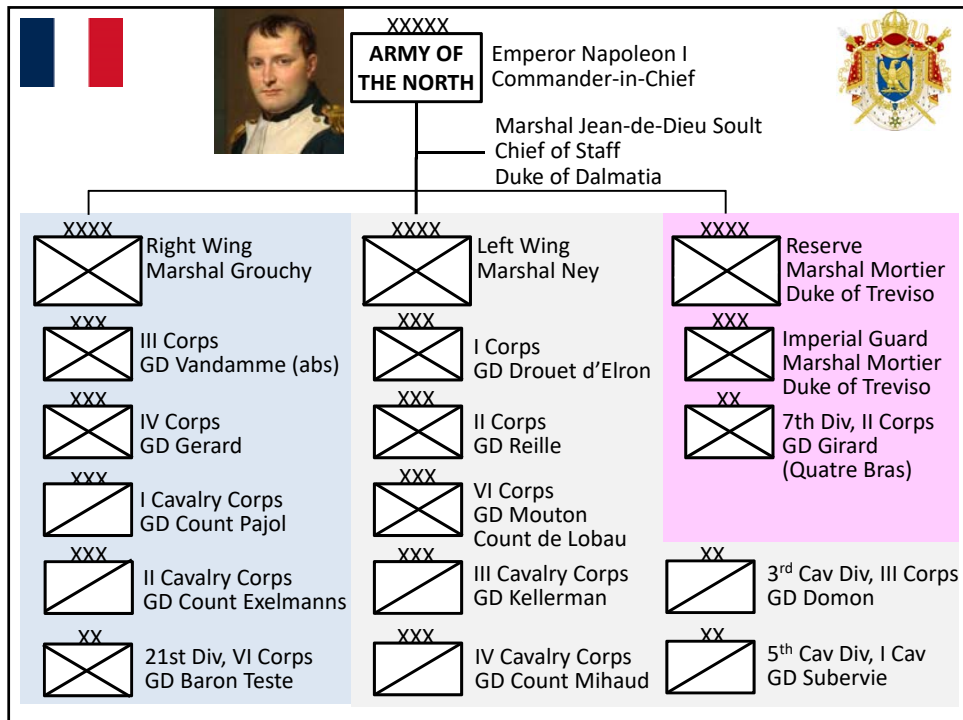 XXXXX
ARMY OF
THE NORTH
Emperor Napoleon I
Commander-in-Chief
Marshal Jean-de-Dieu Soult
Chief of Staff
Duke of Dalmatia
XXXX
Right Wing
Marshal Grouchy
XXX
III Corps
GD Vandamme (abs)
XXX
IV Corps
GD Gerard
XXX
I Cavalry Corps
GD Count Pajol
XXX
II Cavalry Corps
GD Count Exelmanns
XX
21st Div, VI Corps
GD Baron Teste
XXXX
Left Wing
Marshal Ney
XXX
I Corps
GD Drouet d'Elron
XXX
II Corps
GD Reille
XXX
VI Corps
GD Mouton
Count de Lobau
XXX
III Cavalry Corps
GD Kellerman
XXX
IV Cavalry Corps
GD Count Mihaud
XXXX
Reserve
Marshal Mortier
Duke of Treviso
XXX
Imperial Guard
Marshal Mortier
Duke of Treviso
XX
7th Div, II Corps
GD Girard
(Quatre Bras)
XX
3rd Cav Div, III Corps
GD Domon
XX
5th Cav Div, I Cav
GD Subervie